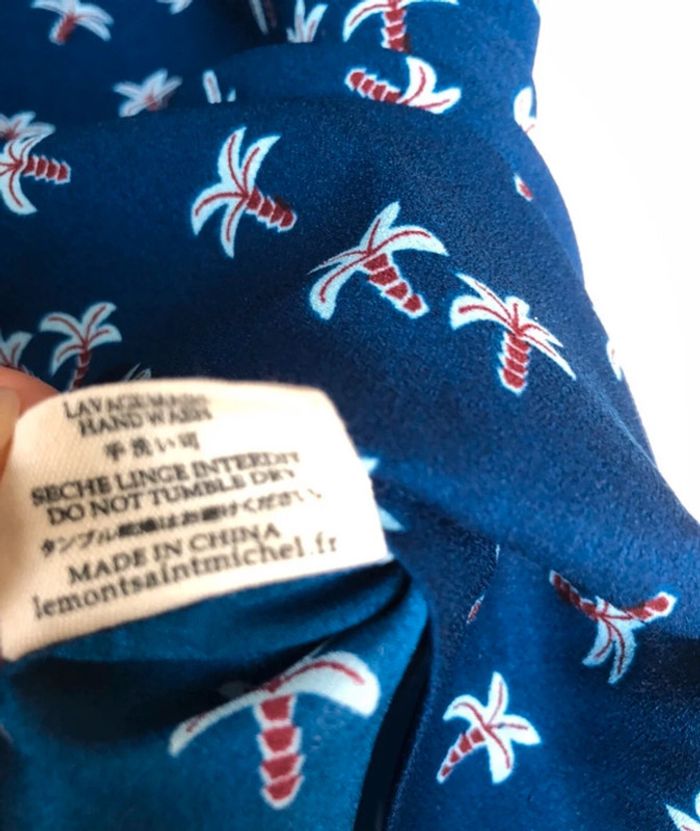 LAVAGE MAIN
HAND WASH
手洗い可
SECHE LINGE INTERDIT
DO NOT TUMBLE DRY
タンブル乾燥はお避けください
MADE IN CHINA
lemontsaintmichel.fr